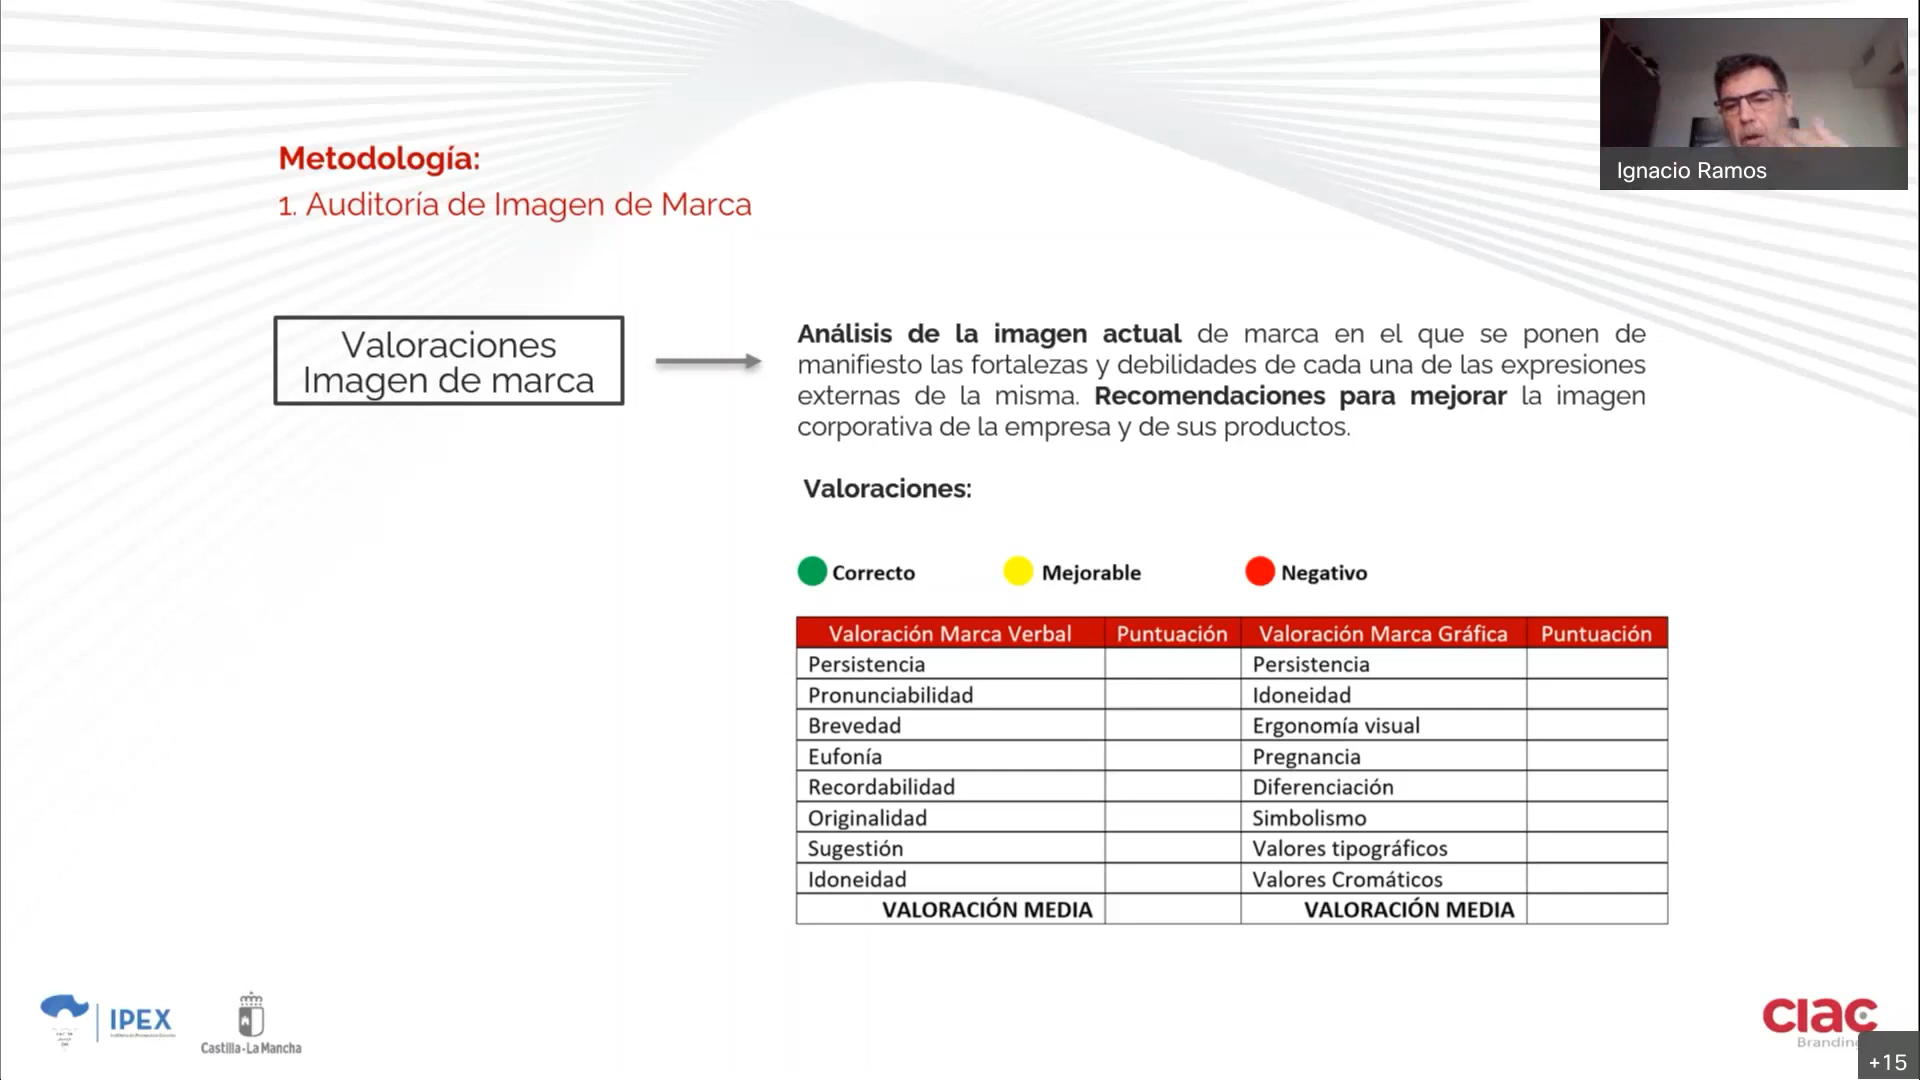 Ignacio Ramos
Metodología:
1. Auditoría de Imagen de Marca
Valoraciones
Imagen de marca
Análisis de la imagen actual de marca en el que se ponen de
manifiesto las fortalezas y debilidades de cada una de las expresiones
externas de la misma. Recomendaciones para mejorar la imagen
corporativa de la empresa y de sus productos.
Valoraciones:
Correcto Mejorable Negativo
Valoración Marca Verbal Puntuación Valoración Marca Gráfica Puntuación
Persistencia Persistencia
Pronunciabilidad Idoneidad
Brevedad Ergonomía visual
Eufonía Pregnancia
Recordabilidad Diferenciación
Originalidad Simbolismo
Sugestión Valores tipográficos
Idoneidad Valores Cromáticos
VALORACIÓN MEDIA VALORACIÓN MEDIA
IPEX
Castilla-La Mancha
CIAC
Branding
+15